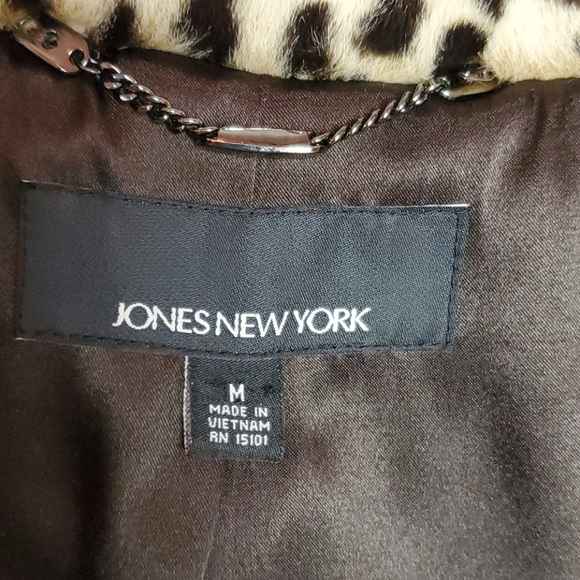 JONES NEW YORK
M
MADE IN
VIETNAM
RN 15101